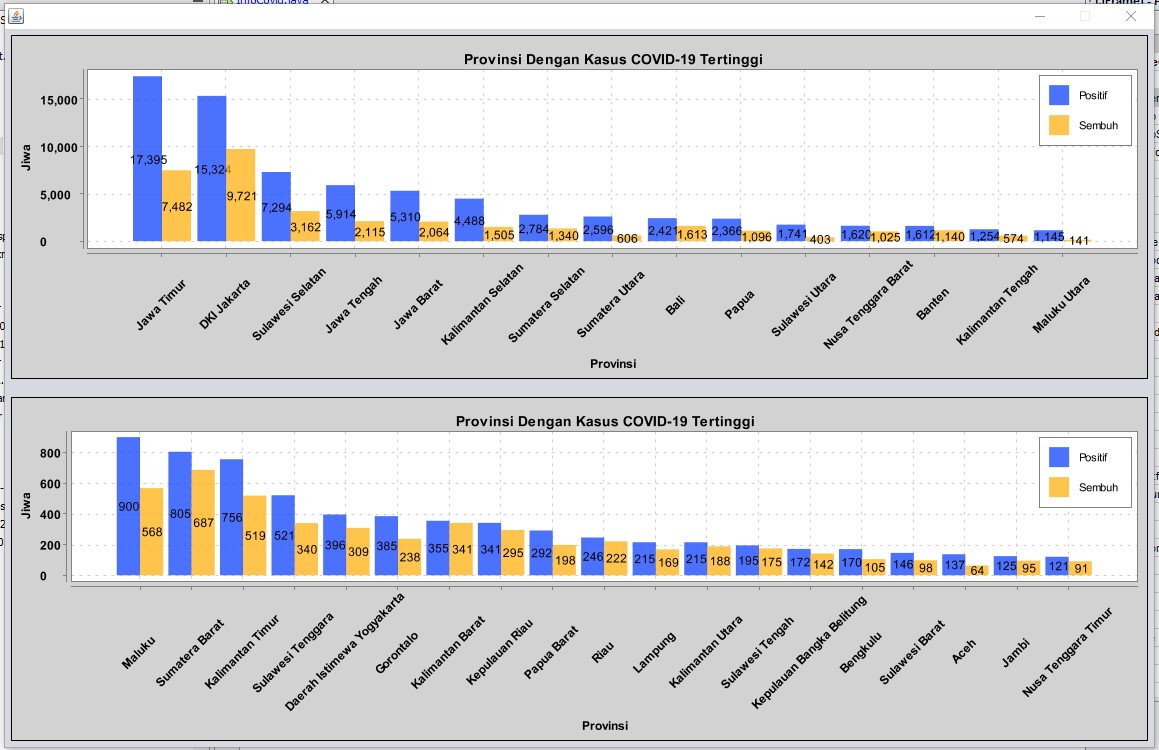 InfoCovid.java
Provinsi Dengan Kasus COVID-19 Tertinggi
Positif
Sembuh
Jiwa
15,000
10,000
5,000
0
17,395 7,482 15,324 9,721 7,294 3,162 5,914 2,115 5,310 2,064 4,488 1,505 2,784 1,340 2,596 606 2,421 1,613 2,366 1,096 1,741 403 1,620 1,025 1,612 1,140 1,254 574 1,145 141
Jawa Timur
DKI Jakarta
Sulawesi Selatan
Jawa Tengah
Jawa Barat
Kalimantan Selatan
Sumatera Selatan
Sumatera Utara
Bali
Papua
Sulawesi Utara
Nusa Tenggara Barat
Banten
Kalimantan Tengah
Maluku Utara
Provinsi
Provinsi Dengan Kasus COVID-19 Tertinggi
Positif
Sembuh
Jiwa
800
600
400
200
0
900 568 805 687 756 519 521 340 396 309 385 238 355 341 341 295 292 198 246 222 215 169 215 188 195 175 172 142 170 105 146 98 137 64 125 95 121 91
Maluku
Sumatera Barat
Kalimantan Timur
Sulawesi Tenggara
Daerah Istimewa Yogyakarta
Gorontalo
Kalimantan Barat
Kepulauan Riau
Papua Barat
Riau
Lampung
Kalimantan Utara
Sulawesi Tengah
Kepulauan Bangka Belitung
Bengkulu
Sulawesi Barat
Aceh
Jambi
Nusa Tenggara Timur
Provinsi